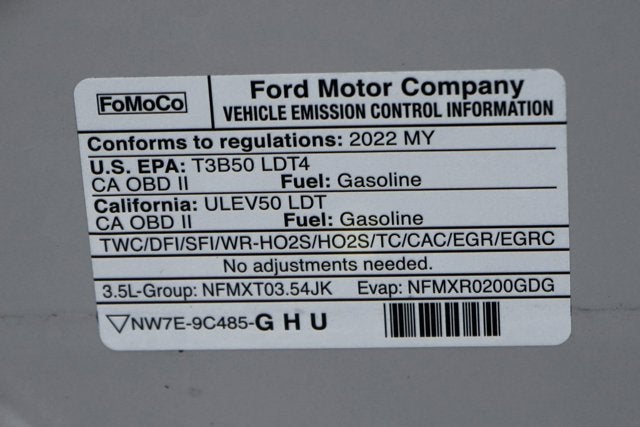 FoMoCo
Ford Motor Company
VEHICLE EMISSION CONTROL INFORMATION
Conforms to regulations: 2022 MY
U.S. EPA: T3B50 LDT4
CA OBD II Fuel: Gasoline
California: ULEV50 LDT
CA OBD II Fuel: Gasoline
TWC/DFI/SFI/WR-HO2S/HO2S/TC/CAC/EGR/EGRC
No adjustments needed.
3.5L-Group: NFMXT03.54JK Evap: NFMXR0200GDG
▽NW7E-9C485-G H U